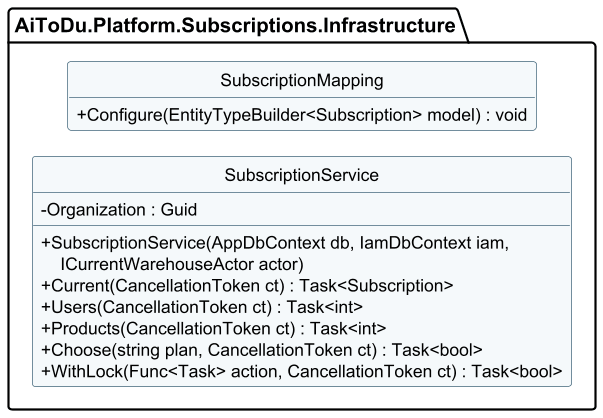 AiToDu.Platform.Subscriptions.Infrastructure
SubscriptionMapping
+Configure(EntityTypeBuilder<Subscription> model) : void
SubscriptionService
-Organization : Guid
+SubscriptionService(AppDbContext db, IamDbContext iam,
ICurrentWarehouseActor actor)
+Current(CancellationToken ct) : Task<Subscription>
+Users(CancellationToken ct) : Task<int>
+Products(CancellationToken ct) : Task<int>
+Choose(string plan, CancellationToken ct) : Task<bool>
+WithLock(Func<Task> action, CancellationToken ct) : Task<bool>